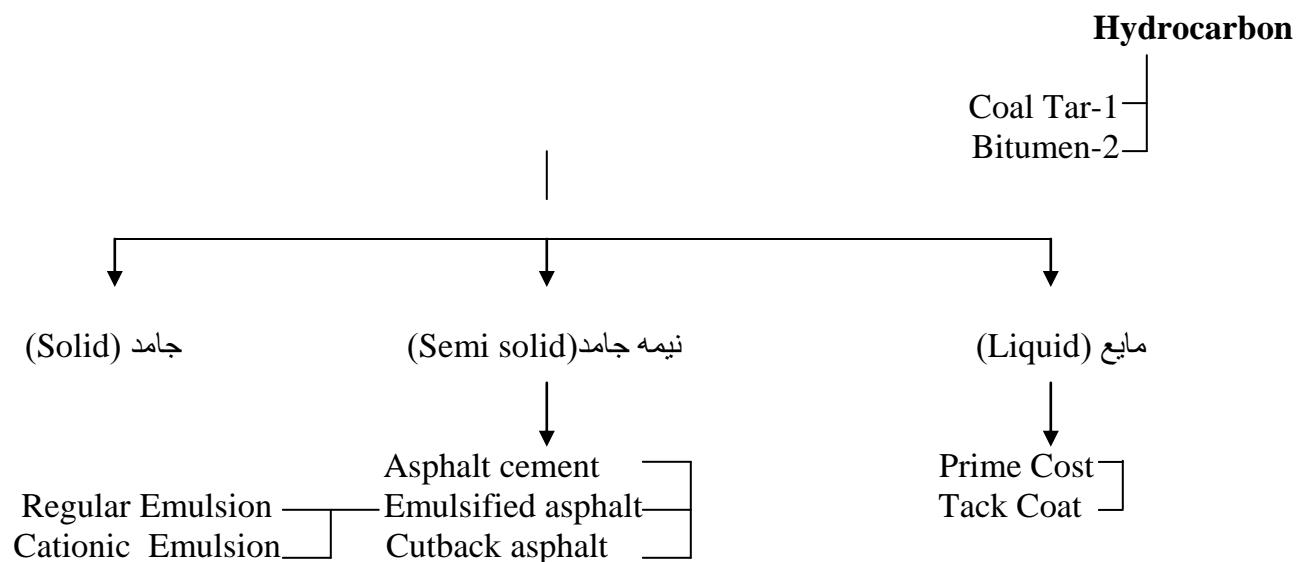 Hydrocarbon
Coal Tar-1
Bitumen-2
جامد (Solid)
نیمه جامد(Semi solid)
مایع (Liquid)
Asphalt cement
Prime Cost
Regular Emulsion
Emulsified asphalt
Tack Coat
Cationic Emulsion
Cutback asphalt